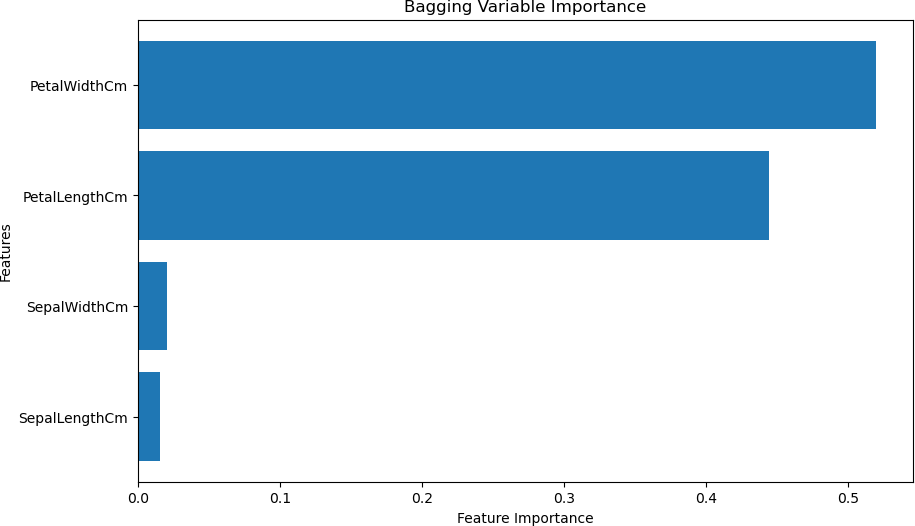 Bagging Variable Importance
Features
PetalWidthCm
PetalLengthCm
SepalWidthCm
SepalLengthCm
0.0 0.1 0.2 0.3 0.4 0.5
Feature Importance